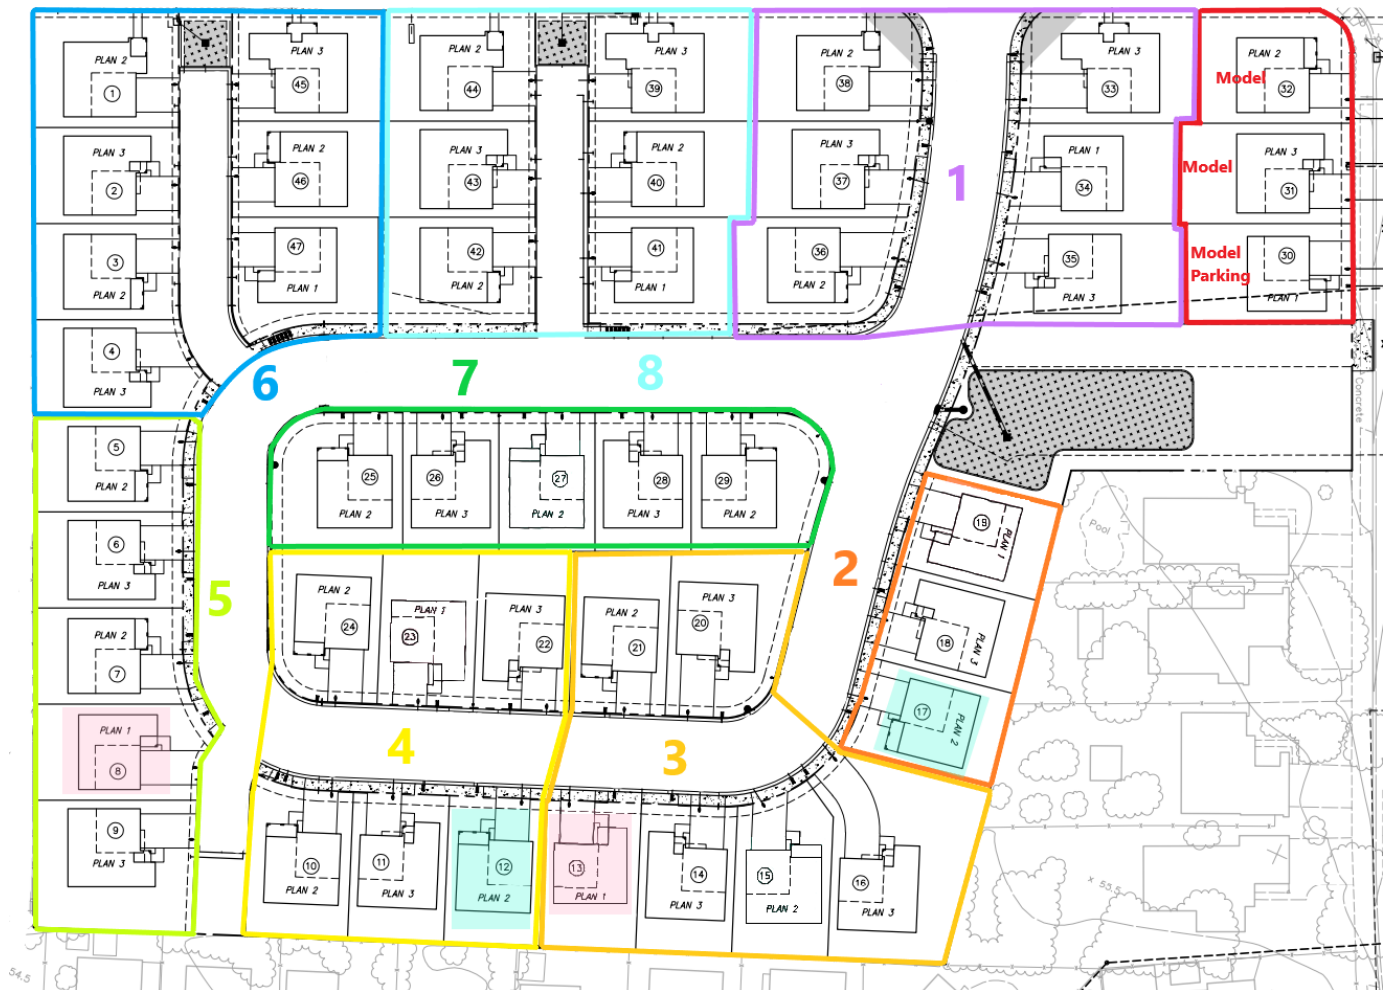 PLAN 2
1
PLAN 3
45
PLAN 2
44
PLAN 3
39
PLAN 2
38
PLAN 3
33
PLAN 2
Model
32
PLAN 3
2
PLAN 2
46
PLAN 3
43
PLAN 2
40
PLAN 3
37
1
PLAN 1
34
PLAN 3
Model
31
3
PLAN 2
47
PLAN 1
42
PLAN 2
41
PLAN 1
36
PLAN 2
35
PLAN 3
Model
Parking
30
PLAN 1
4
PLAN 3
6
7
8
Concrete
5
PLAN 2
25
PLAN 2
26
PLAN 3
27
PLAN 2
28
PLAN 3
29
PLAN 2
19
PLAN 1
Pool
6
PLAN 3
5
2
PLAN 2
24
PLAN 1
23
PLAN 3
22
PLAN 2
21
PLAN 3
20
18
PLAN 3
PLAN 2
7
17
PLAN 2
PLAN 1
8
4
3
9
PLAN 3
10
PLAN 2
11
PLAN 3
12
PLAN 2
13
PLAN 1
14
PLAN 3
15
PLAN 2
16
PLAN 3
x 53.5
54.5